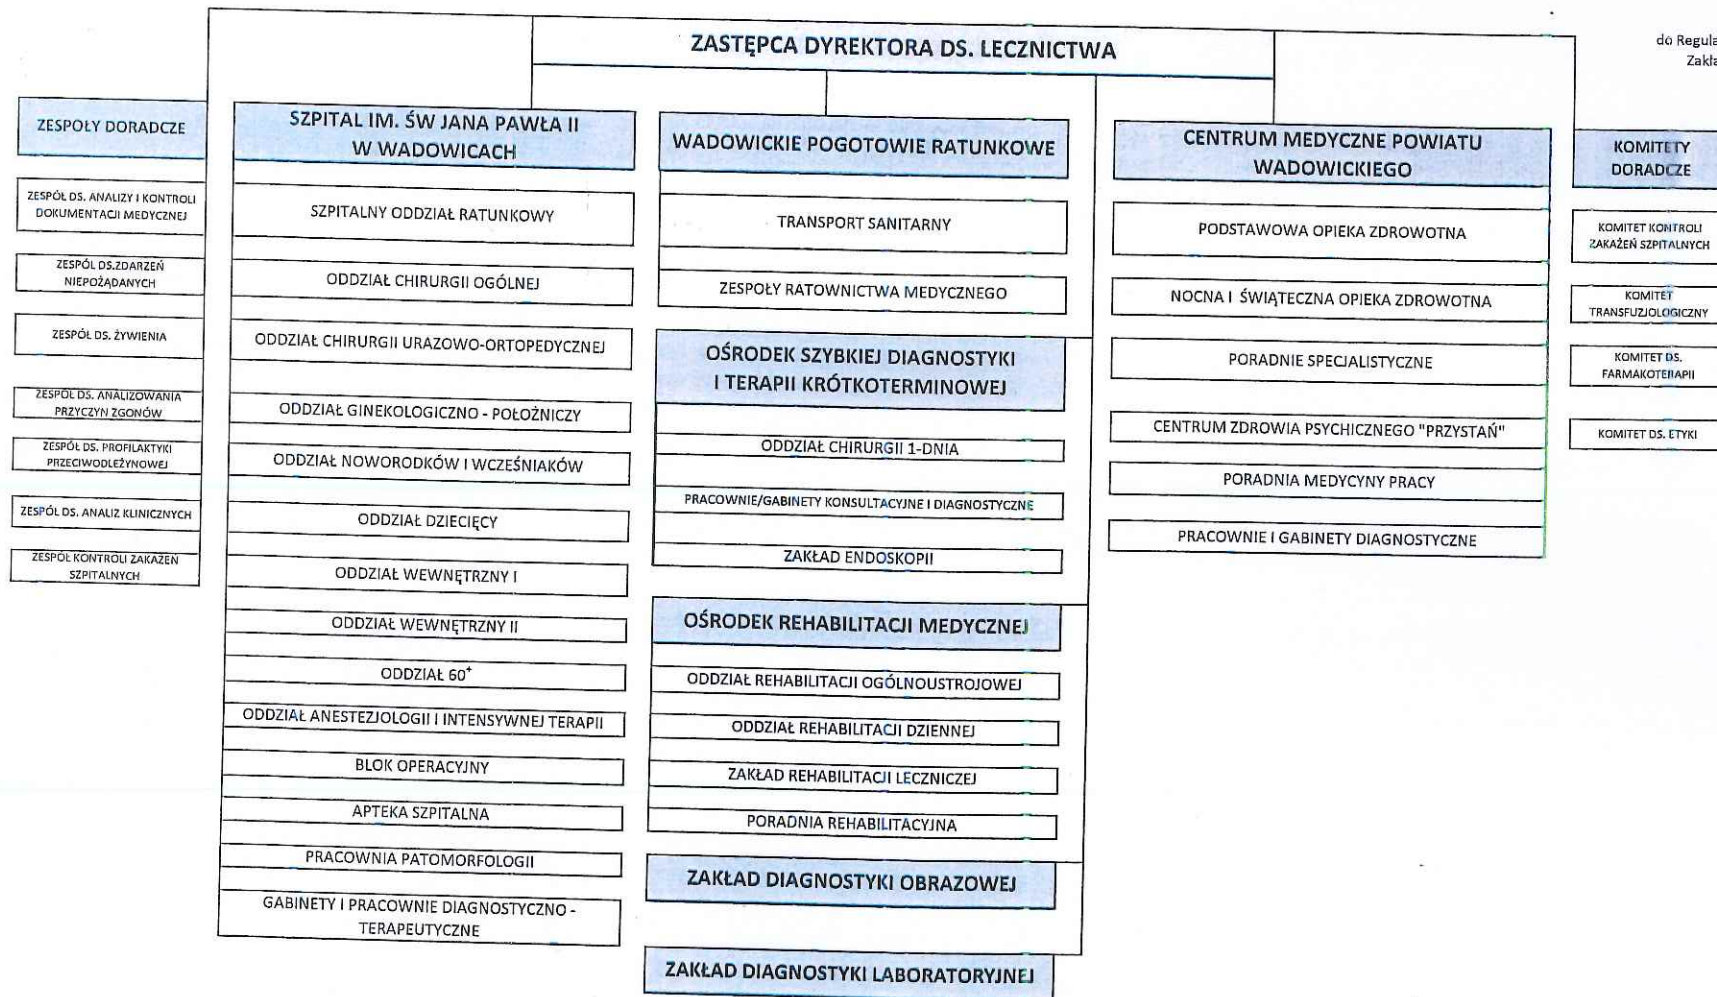 ZASTĘPCA DYREKTORA DS. LECZNICTWA
do Regula
Zakła
ZESPOŁY DORADCZE
ZESPÓŁ DS. ANALIZY I KONTROLI
DOKUMENTACJI MEDYCZNEJ
ZESPÓŁ DS.ZDARZEŃ
NIEPOŻĄDANYCH
ZESPÓŁ DS. ŻYWIENIA
ZESPÓŁ DS. ANALIZOWANIA
PRZYCZYN ZGONÓW
ZESPÓŁ DS. PROFILAKTYKI
PRZECIWODLEŻYNOWEJ
ZESPÓŁ DS. ANALIZ KLINICZNYCH
ZESPÓŁ KONTROLI ZAKAŻEŃ
SZPITALNYCH
SZPITAL IM. ŚW JANA PAWŁA II
W WADOWICACH
SZPITALNY ODDZIAŁ RATUNKOWY
ODDZIAŁ CHIRURGII OGÓLNEJ
ODDZIAŁ CHIRURGII URAZOWO-ORTOPEDYCZNEJ
ODDZIAŁ GINEKOLOGICZNO - POŁOŻNICZY
ODDZIAŁ NOWORODKÓW I WCZEŚNIAKÓW
ODDZIAŁ DZIECIĘCY
ODDZIAŁ WEWNĘTRZNY I
ODDZIAŁ WEWNĘTRZNY II
ODDZIAŁ 60+
ODDZIAŁ ANESTEZJOLOGII I INTENSYWNEJ TERAPII
BLOK OPERACYJNY
APTEKA SZPITALNA
PRACOWNIA PATOMORFOLOGII
GABINETY I PRACOWNIE DIAGNOSTYCZNO -
TERAPEUTYCZNE
WADOWICKIE POGOTOWIE RATUNKOWE
TRANSPORT SANITARNY
ZESPOŁY RATOWNICTWA MEDYCZNEGO
OŚRODEK SZYBKIEJ DIAGNOSTYKI
I TERAPII KRÓTKOTERMINOWEJ
ODDZIAŁ CHIRURGII 1-DNIA
PRACOWNIE/GABINETY KONSULTACYJNE I DIAGNOSTYCZNE
ZAKŁAD ENDOSKOPII
OŚRODEK REHABILITACJI MEDYCZNEJ
ODDZIAŁ REHABILITACJI OGÓLNOUSTROJOWEJ
ODDZIAŁ REHABILITACJI DZIENNEJ
ZAKŁAD REHABILITACJI LECZNICZEJ
PORADNIA REHABILITACYJNA
ZAKŁAD DIAGNOSTYKI OBRAZOWEJ
ZAKŁAD DIAGNOSTYKI LABORATORYJNEJ
CENTRUM MEDYCZNE POWIATU
WADOWICKIEGO
PODSTAWOWA OPIEKA ZDROWOTNA
NOCNA I ŚWIĄTECZNA OPIEKA ZDROWOTNA
PORADNIE SPECJALISTYCZNE
CENTRUM ZDROWIA PSYCHICZNEGO "PRZYSTAŃ"
PORADNIA MEDYCYNY PRACY
PRACOWNIE I GABINETY DIAGNOSTYCZNE
KOMITETY
DORADCZE
KOMITET KONTROLI
ZAKAŻEŃ SZPITALNYCH
KOMITET
TRANSFUZJOLOGICZNY
KOMITET DS.
FARMAKOTERAPII
KOMITET DS. ETYKI